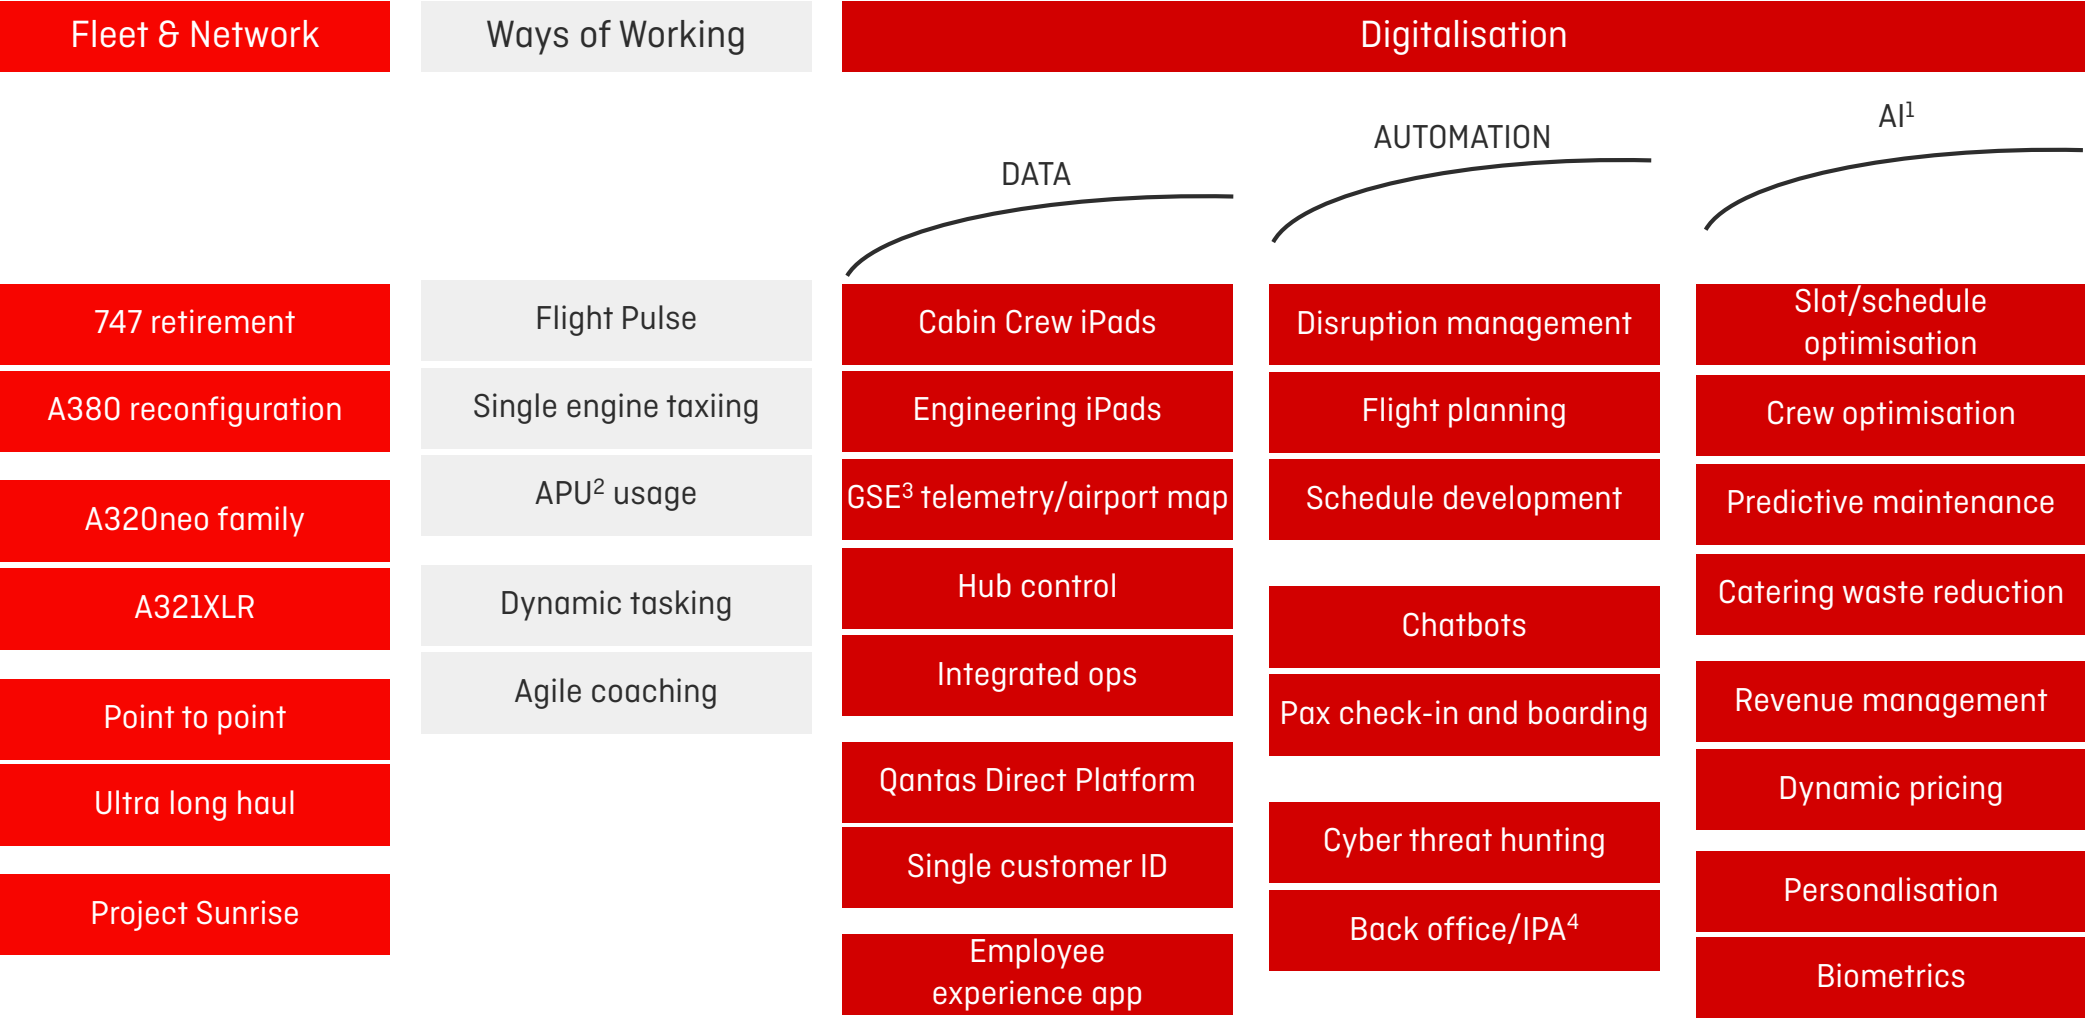 Fleet & Network
Ways of Working
Digitalisation
DATA
AUTOMATION
AI¹
747 retirement
A380 reconfiguration
A320neo family
A321XLR
Point to point
Ultra long haul
Project Sunrise
Flight Pulse
Single engine taxiing
APU² usage
Dynamic tasking
Agile coaching
Cabin Crew iPads
Engineering iPads
GSE³ telemetry/airport map
Hub control
Integrated ops
Qantas Direct Platform
Single customer ID
Employee
experience app
Disruption management
Flight planning
Schedule development
Chatbots
Pax check-in and boarding
Cyber threat hunting
Back office/IPA⁴
Slot/schedule
optimisation
Crew optimisation
Predictive maintenance
Catering waste reduction
Revenue management
Dynamic pricing
Personalisation
Biometrics